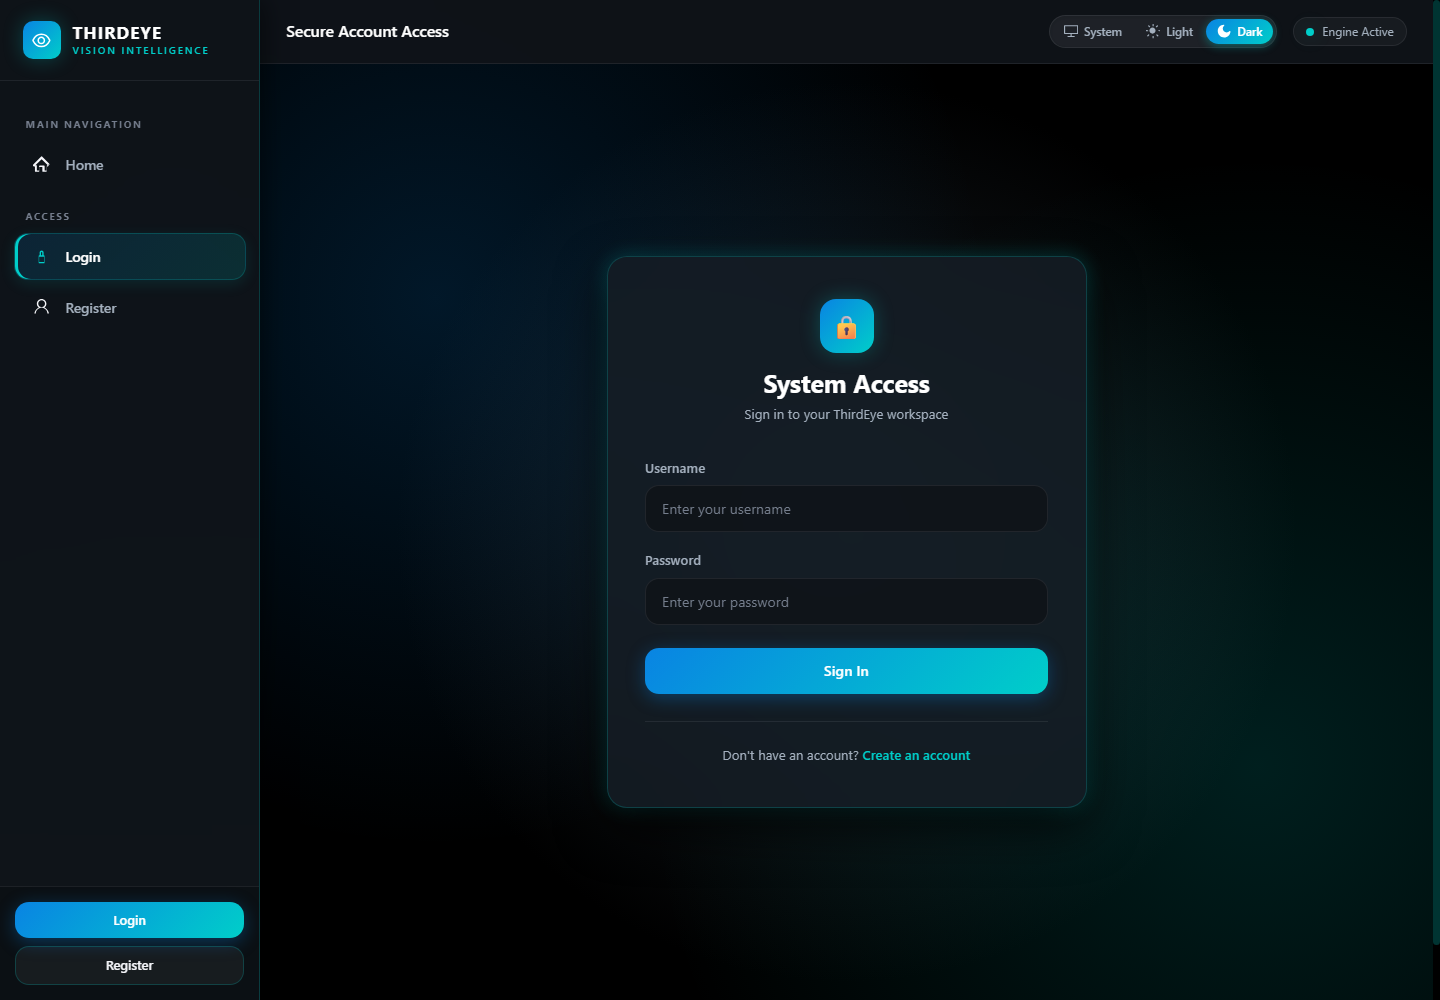 THIRDEYE
VISION INTELLIGENCE
MAIN NAVIGATION
Home
ACCESS
Login
Register
Login
Register
Secure Account Access
System
Light
Dark
Engine Active
System Access
Sign in to your ThirdEye workspace
Username
Enter your username
Password
Enter your password
Sign In
Don't have an account? Create an account